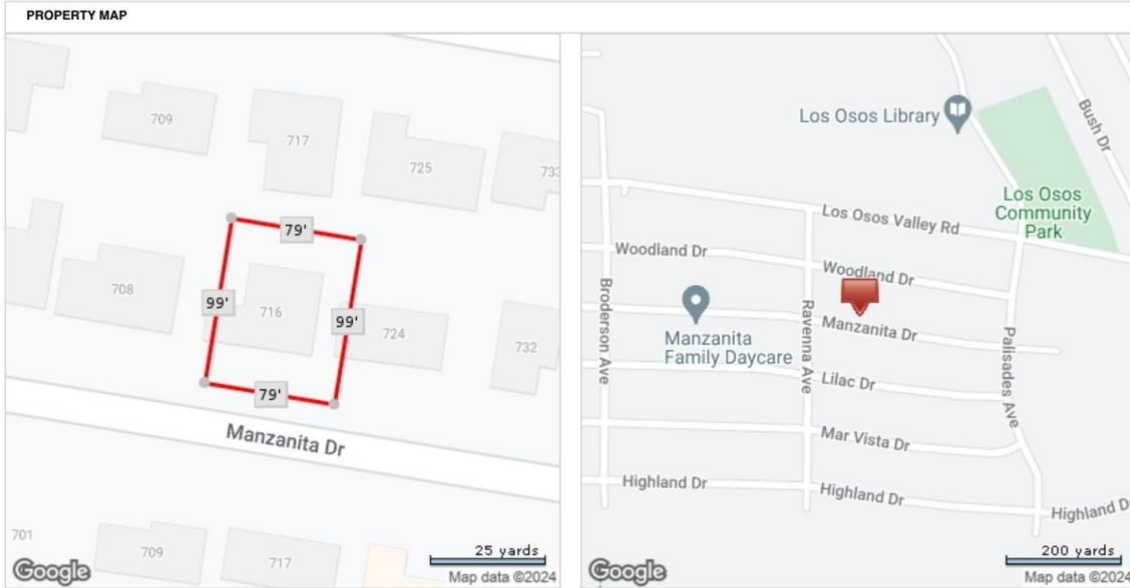 PROPERTY MAP
709
717
725
733
79'
708
99'
716
99'
724
732
79'
Manzanita Dr
701
709
717
25 yards
Google
Map data ©2024
Los Osos Library
Bush Dr
Los Osos
Community
Park
Los Osos Valley Rd
Woodland Dr
Woodland Dr
Broderson Ave
Manzanita
Family Daycare
Ravenna Ave
Manzanita Dr
Palisades Ave
Lilac Dr
Mar Vista Dr
Highland Dr
Highland Dr
Highland D
200 yards
Google
Map data ©2024